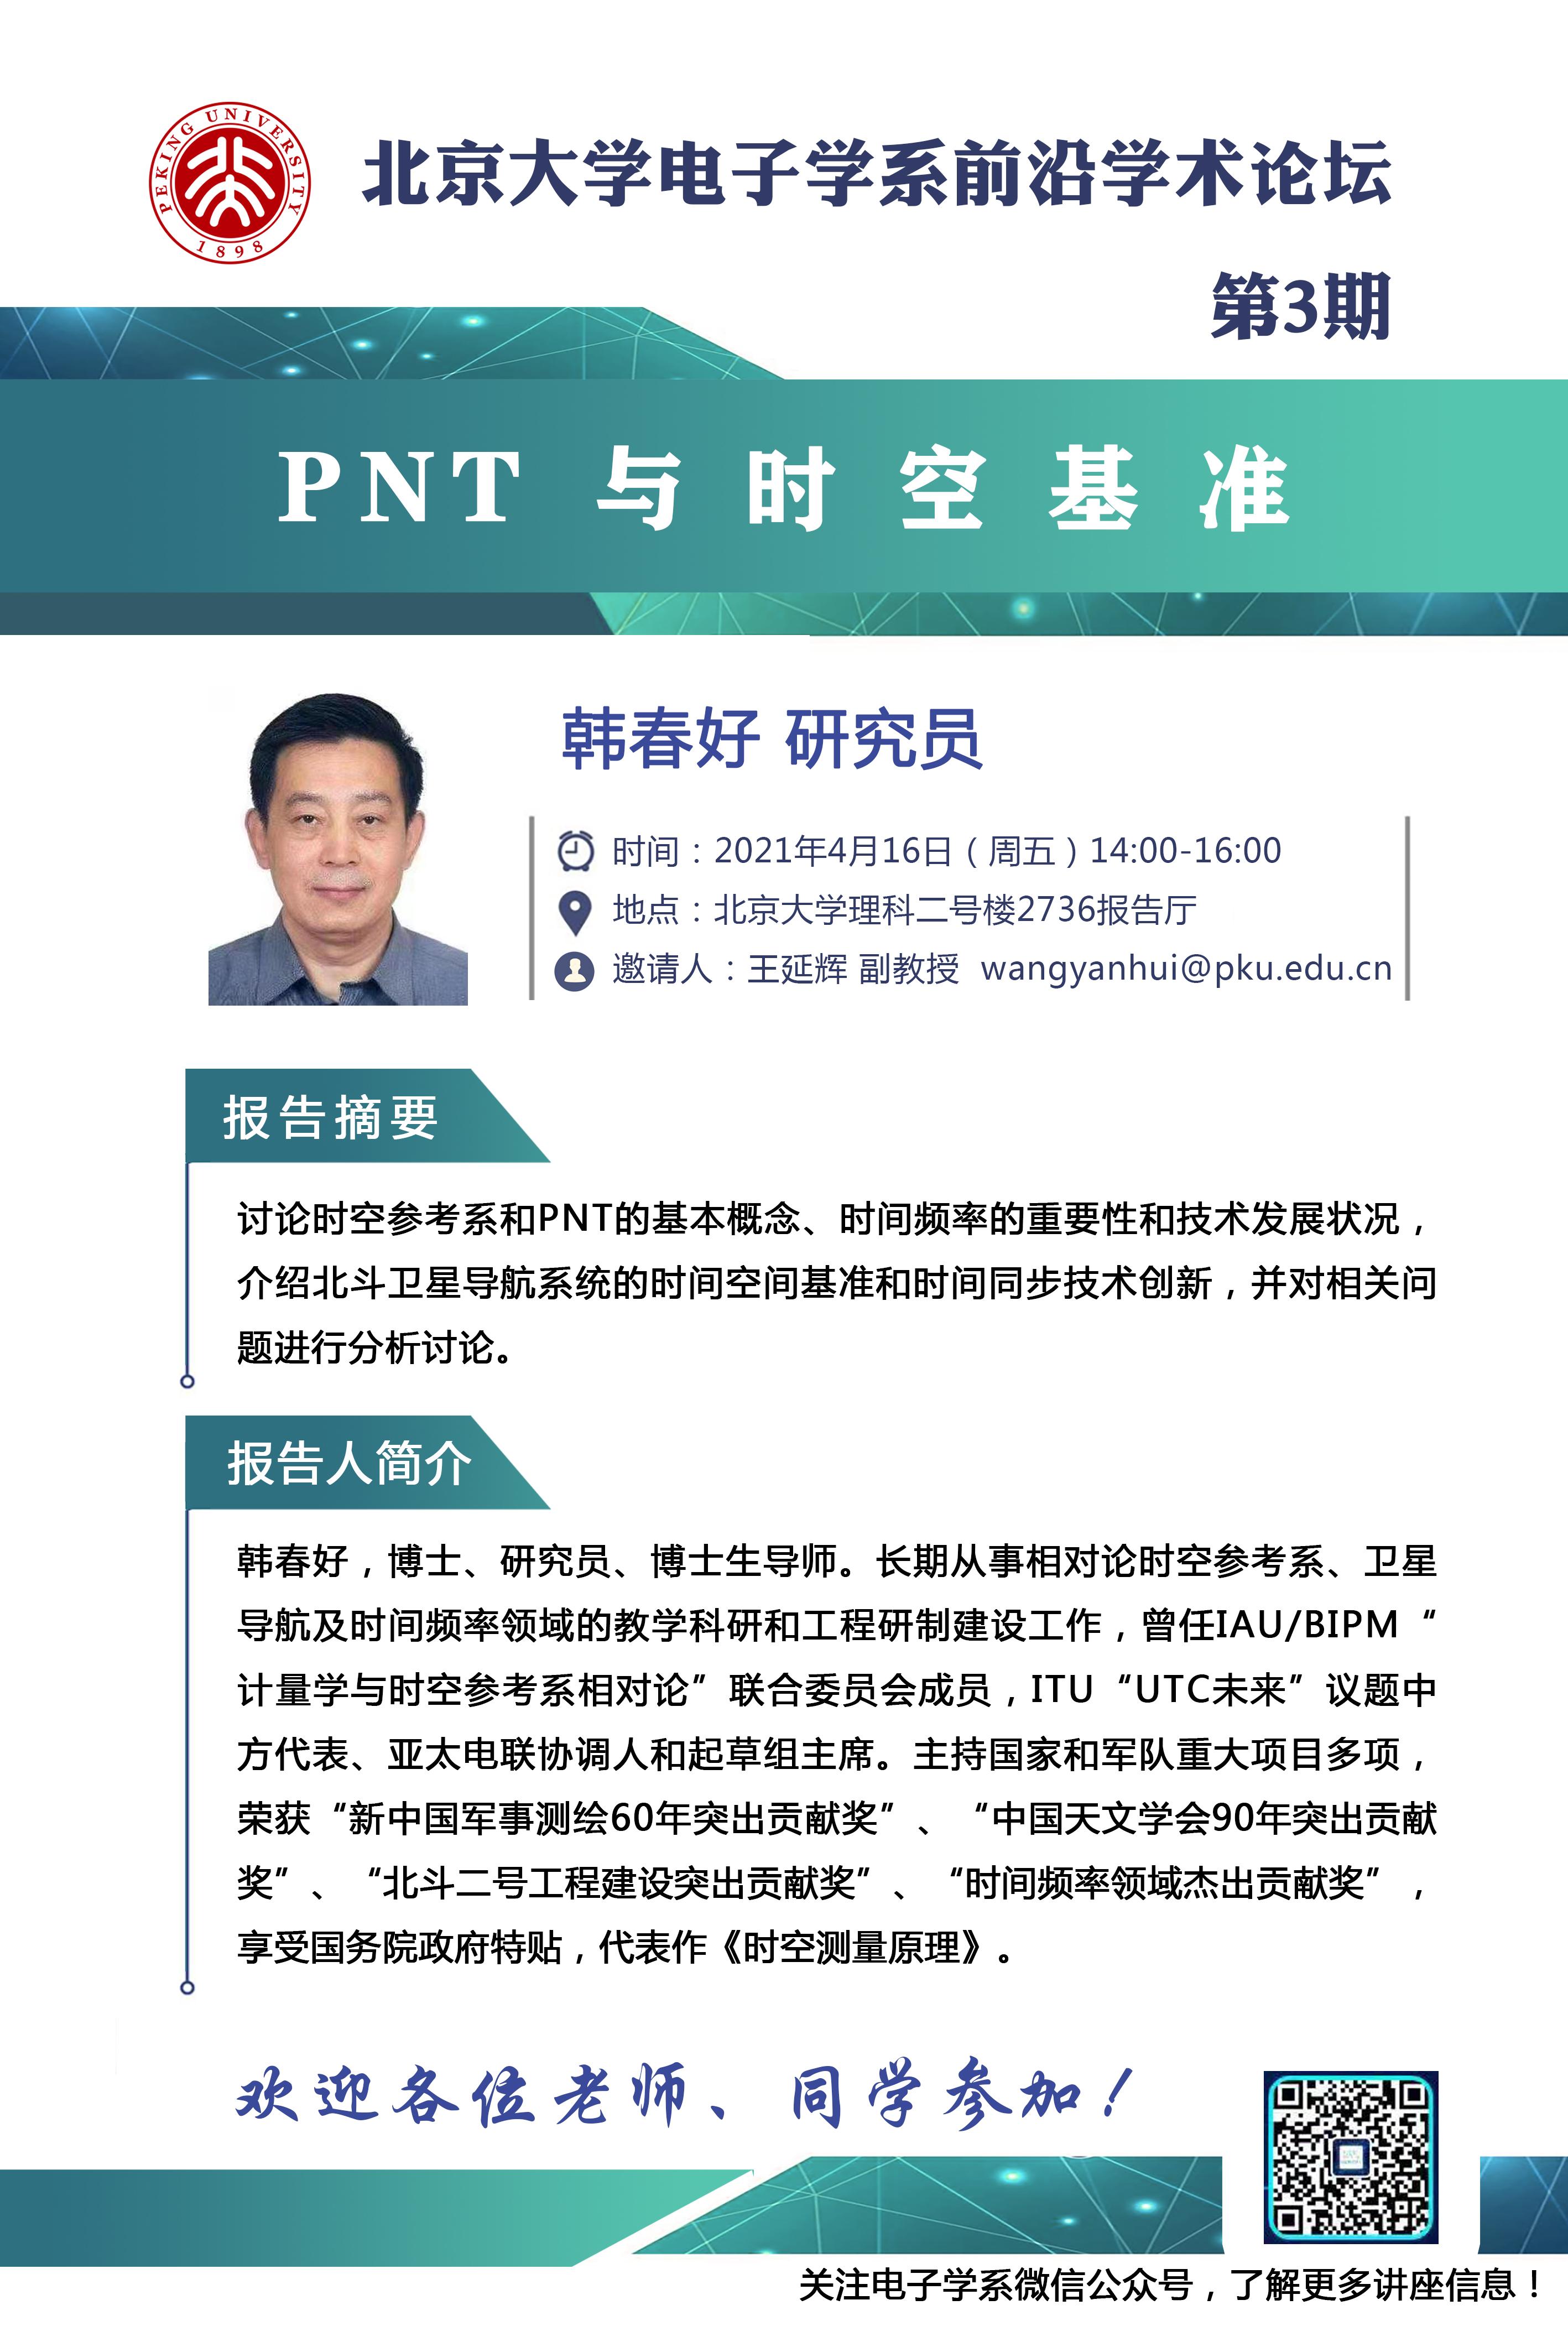 PEKING UNIVERSITY
1898
北京大学电子学系前沿学术论坛
第3期
PNT与时空基准
韩春好 研究员
时间：2021年4月16日（周五）14:00-16:00
地点：北京大学理科二号楼2736报告厅
邀请人：王延辉 副教授 wangyanhui@pku.edu.cn
报告摘要
讨论时空参考系和PNT的基本概念、时间频率的重要性和技术发展状况，
介绍北斗卫星导航系统的时间空间基准和时间同步技术创新，并对相关问
题进行分析讨论。
报告人简介
韩春好，博士、研究员、博士生导师。长期从事相对论时空参考系、卫星
导航及时间频率领域的教学科研和工程研制建设工作，曾任IAU/BIPM“
计量学与时空参考系相对论”联合委员会成员，ITU“UTC未来”议题中
方代表、亚太电联协调人和起草组主席。主持国家和军队重大项目多项，
荣获“新中国军事测绘60年突出贡献奖”、“中国天文学会90年突出贡献
奖”、“北斗二号工程建设突出贡献奖”、“时间频率领域杰出贡献奖”，
享受国务院政府特贴，代表作《时空测量原理》。
欢迎各位老师、同学参加！
关注电子学系微信公众号，了解更多讲座信息！